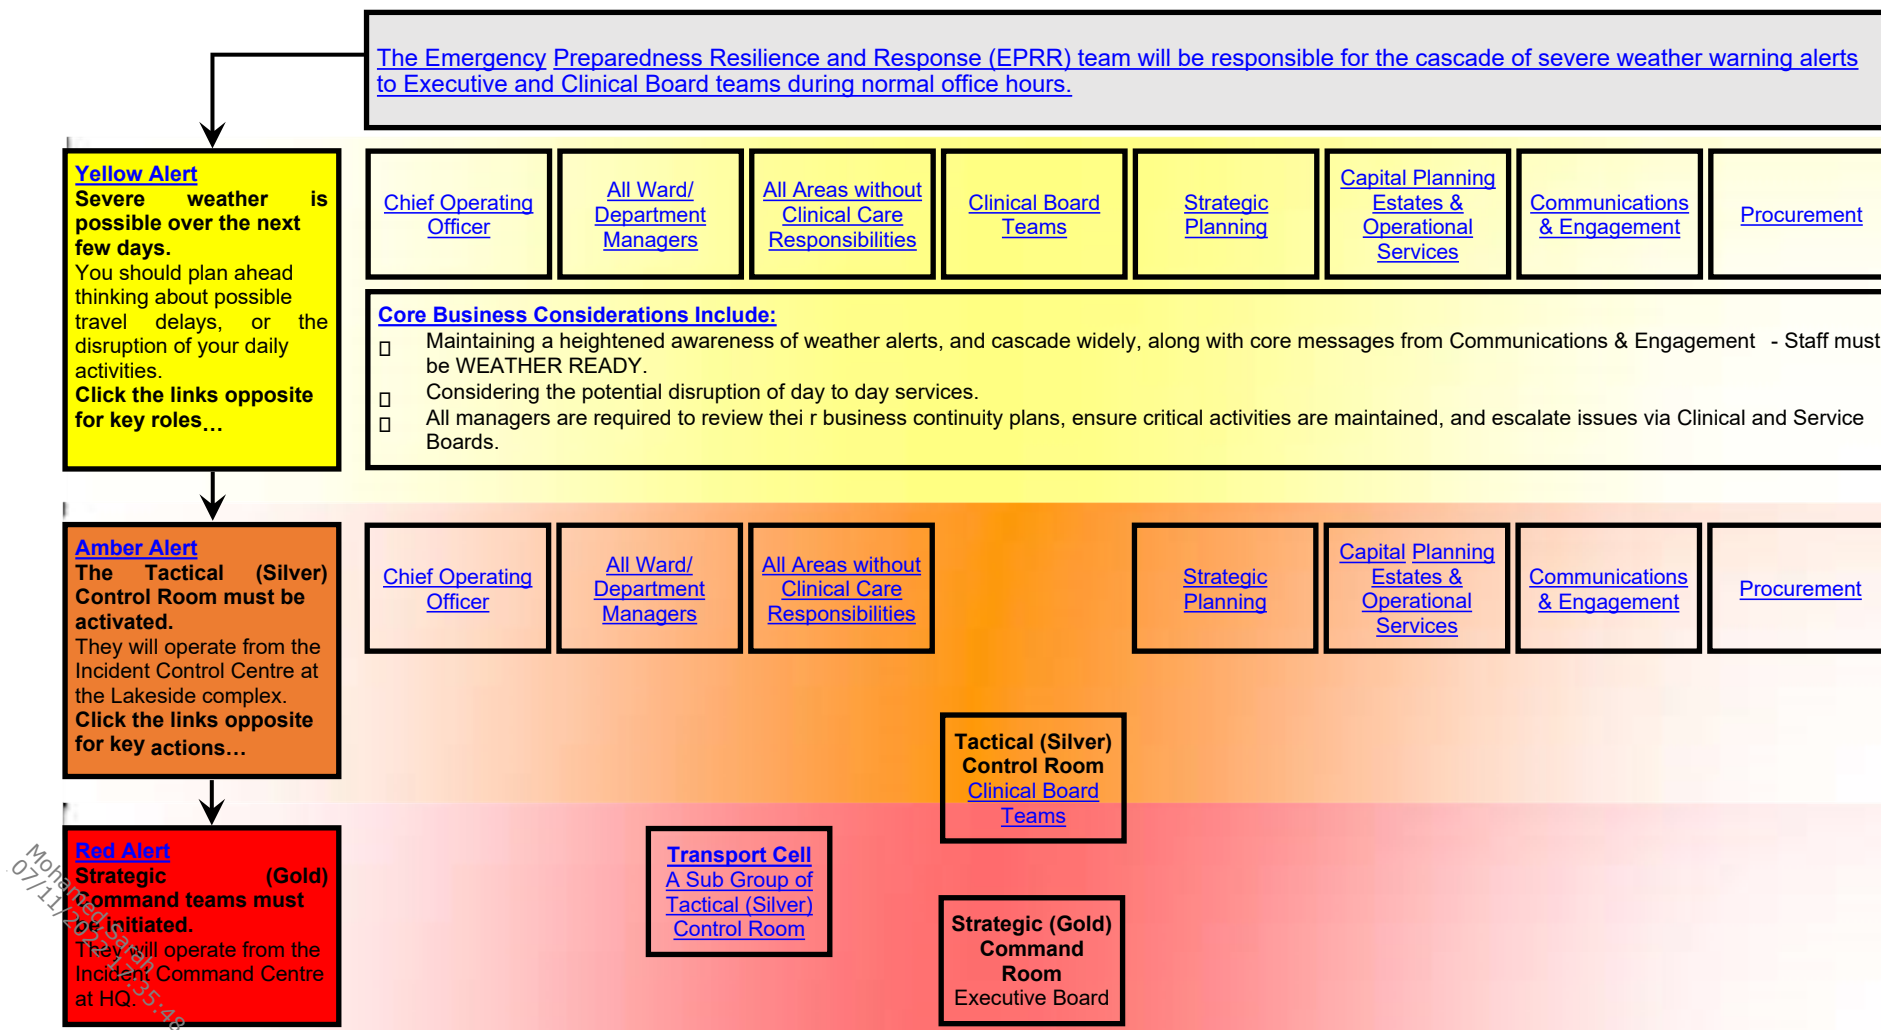 The Emergency Preparedness Resilience and Response (EPRR) team will be responsible for the cascade of severe weather warning alerts
to Executive and Clinical Board teams during normal office hours.
Yellow Alert
Severe weather is
possible over the next
few days.
You should plan ahead
thinking about possible
travel delays, or the
disruption of your daily
activities.
Click the links opposite
for key roles…
Chief Operating
Officer
All Ward/
Department
Managers
All Areas without
Clinical Care
Responsibilities
Clinical Board
Teams
Strategic
Planning
Capital Planning
Estates &
Operational
Services
Communications
& Engagement
Procurement
Core Business Considerations Include:
Maintaining a heightened awareness of weather alerts, and cascade widely, along with core messages from Communications & Engagement - Staff must
be WEATHER READY.
Considering the potential disruption of day to day services.
All managers are required to review thei r business continuity plans, ensure critical activities are maintained, and escalate issues via Clinical and Service
Boards.
Amber Alert
The Tactical (Silver)
Control Room must be
activated.
They will operate from the
Incident Control Centre at
the Lakeside complex.
Click the links opposite
for key actions…
Chief Operating
Officer
All Ward/
Department
Managers
All Areas without
Clinical Care
Responsibilities
Strategic
Planning
Capital Planning
Estates &
Operational
Services
Communications
& Engagement
Procurement
Tactical (Silver)
Control Room
Clinical Board
Teams
Red Alert
Strategic (Gold)
Command teams must
be initiated.
They will operate from the
Incident Command Centre
at HQ.
Transport Cell
A Sub Group of
Tactical (Silver)
Control Room
Strategic (Gold)
Command
Room
Executive Board
Mohamed,Sarah
07/11/2022 17:35:48